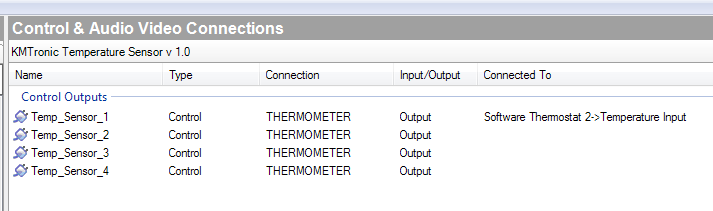 Control & Audio Video Connections
KMTronic Temperature Sensor v 1.0
Name Type Connection Input/Output Connected To
Control Outputs
Temp_Sensor_1 Control THERMOMETER Output Software Thermostat 2->Temperature Input
Temp_Sensor_2 Control THERMOMETER Output
Temp_Sensor_3 Control THERMOMETER Output
Temp_Sensor_4 Control THERMOMETER Output